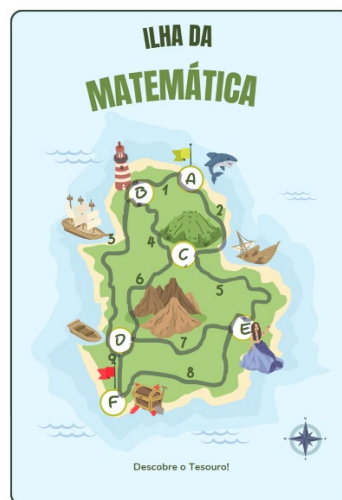 ILHA DA
MATEMÁTICA
A
B
1
2
3
4
C
6
5
D
7
E
9
8
F
Descobre o Tesouro!